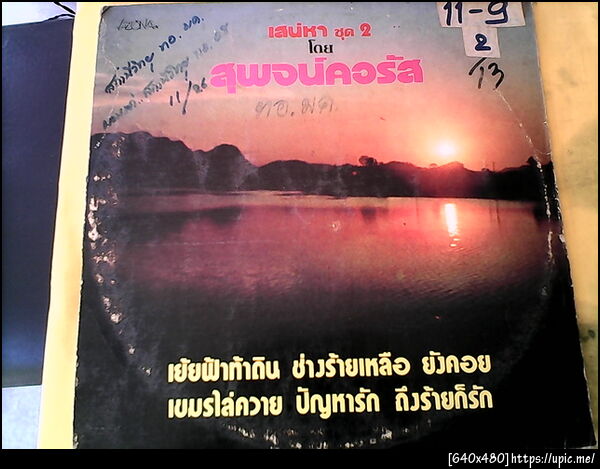 AZONA
11-9
เสน่หา ชุด 2
โดย
2
สุพจน์คอรัส
13
11/26
ทอ. มค.
เย้ยฟ้าท้าดิน ช่างร้ายเหลือ ยังคอย
เขมรไล่ควาย ปัญหารัก ถึงร้ายก็รัก
[640x480]https://upic.me/